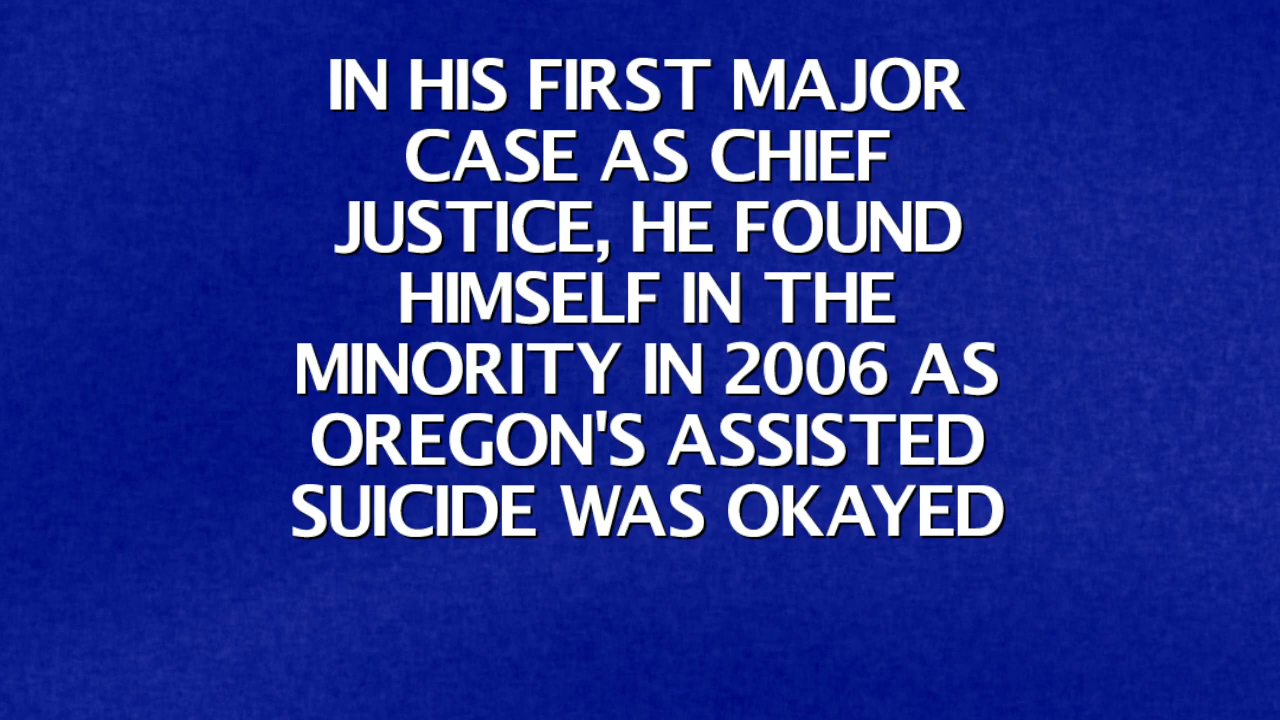 IN HIS FIRST MAJOR
CASE AS CHIEF
JUSTICE, HE FOUND
HIMSELF IN THE
MINORITY IN 2006 AS
OREGON'S ASSISTED
SUICIDE WAS OKAYED